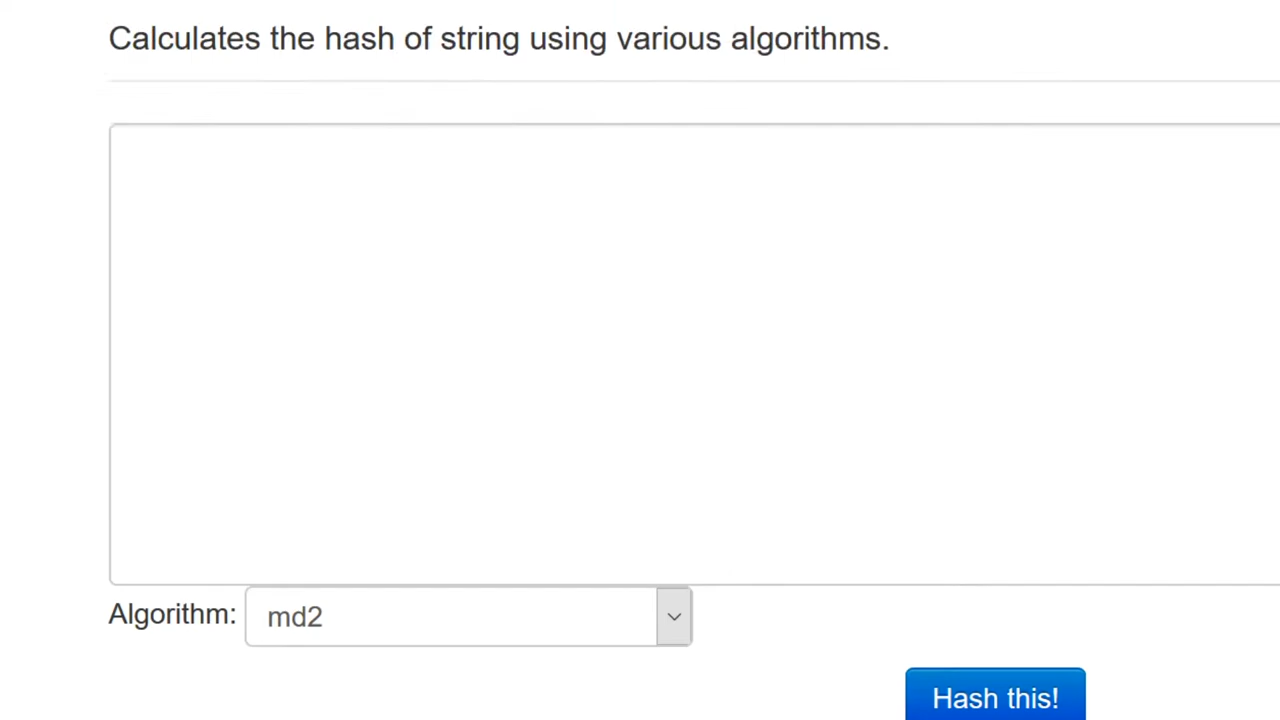 Calculates the hash of string using various algorithms.
Algorithm: md2
Hash this!